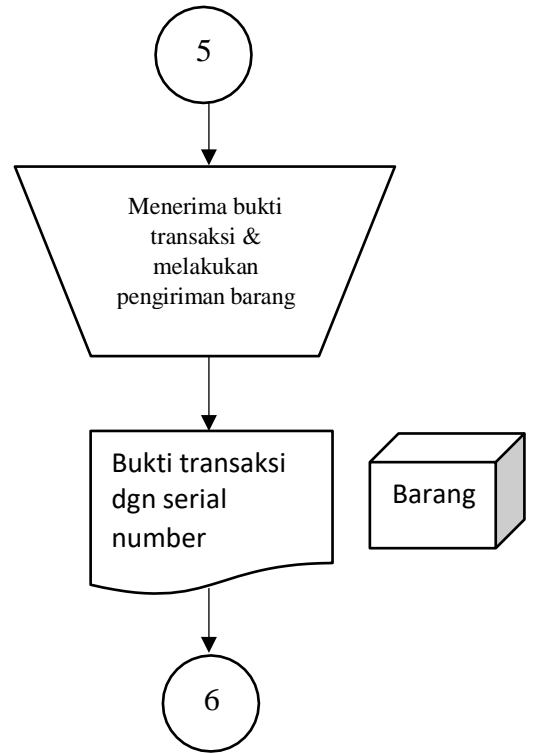 5
Menerima bukti
transaksi &
melakukan
pengiriman barang
Bukti transaksi
dgn serial
number
Barang
6